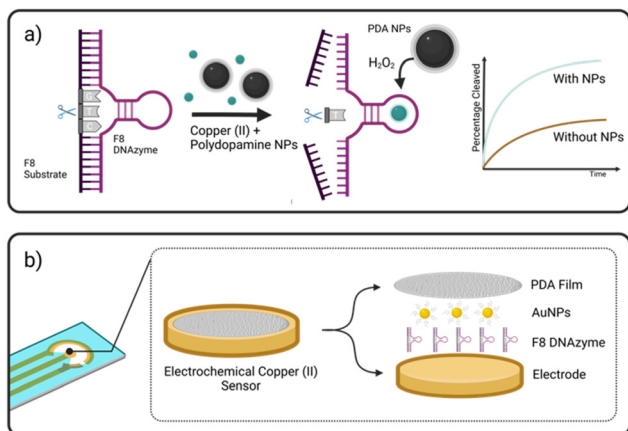 a)
F8
Substrate
F8
DNAzyme
Copper (II) +
Polydopamine NPs
PDA NPs
H₂O₂
Percentage Cleaved
With NPs
Without NPs
Time
b)
Electrochemical Copper (II)
Sensor
PDA Film
AuNPs
F8 DNAzyme
Electrode